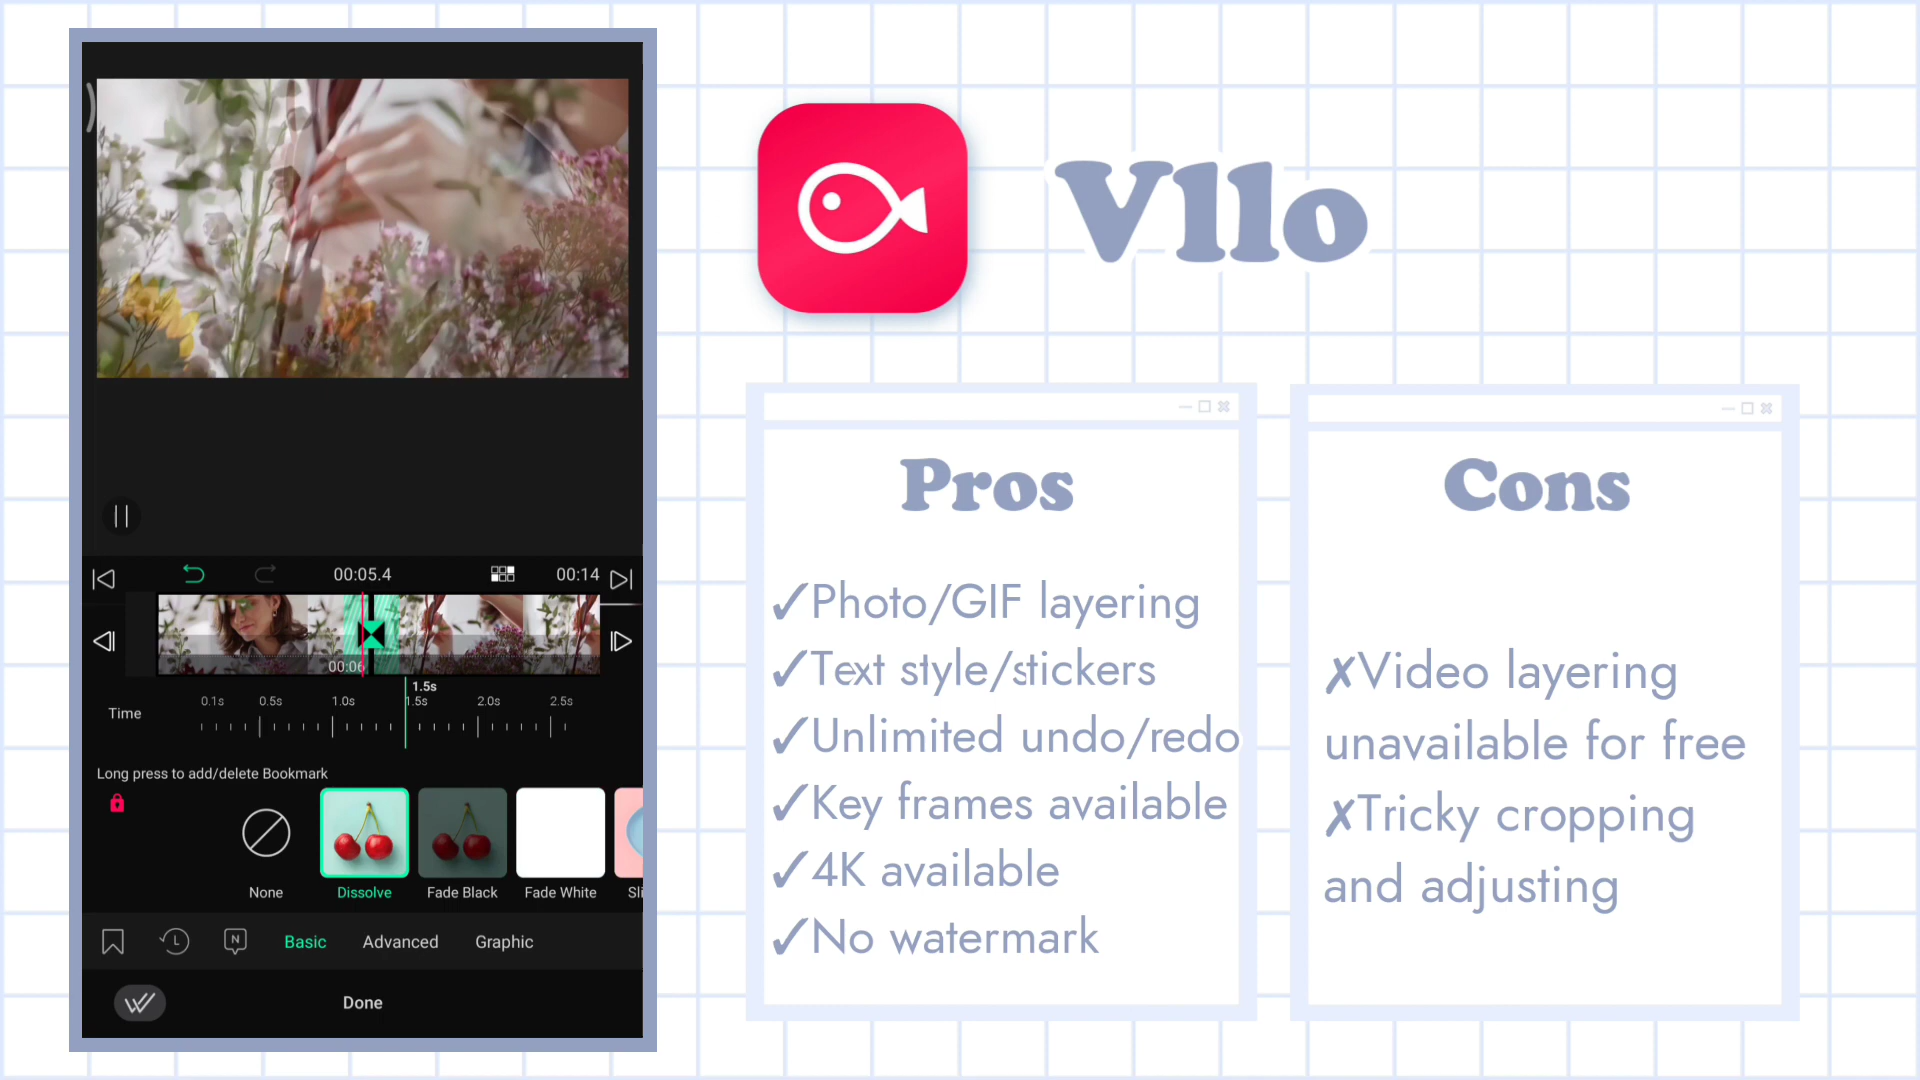 00:05.4
00:14
00:06
1.5s
0.1s 0.5s 1.0s 1.5s 2.0s 2.5s
Time
Long press to add/delete Bookmark
None Dissolve Fade Black Fade White Sli
L N Basic Advanced Graphic
Done
Vllo
Pros
✓Photo/GIF layering
✓Text style/stickers
✓Unlimited undo/redo
✓Key frames available
✓4K available
✓No watermark
Cons
✗Video layering
unavailable for free
✗Tricky cropping
and adjusting